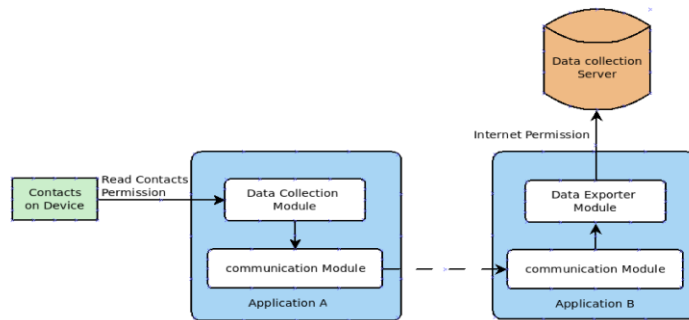 Data collection
Server
Internet Permission
Read Contacts
Permission
Contacts
on Device
Data Collection
Module
communication Module
Application A
Data Exporter
Module
communication Module
Application B